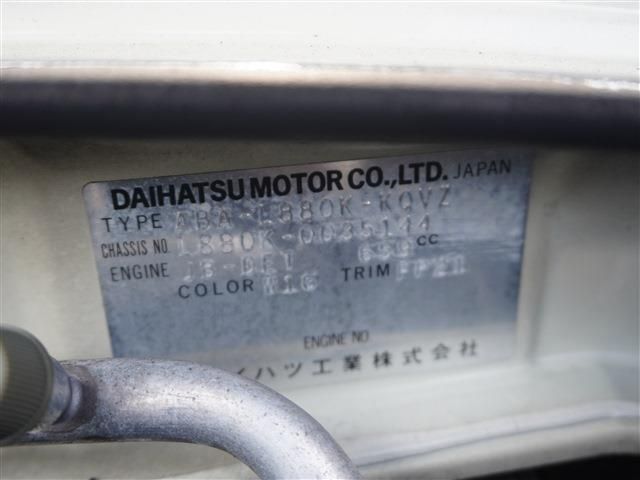 DAIHATSU MOTOR CO.,LTD. JAPAN
TYPE ABA-L880K-KQVZ
CHASSIS NO. L880K-0035144
ENGINE JB-DET 659 CC
COLOR W16 TRIM FP21
ENGINE NO
イハツ工業株式会社